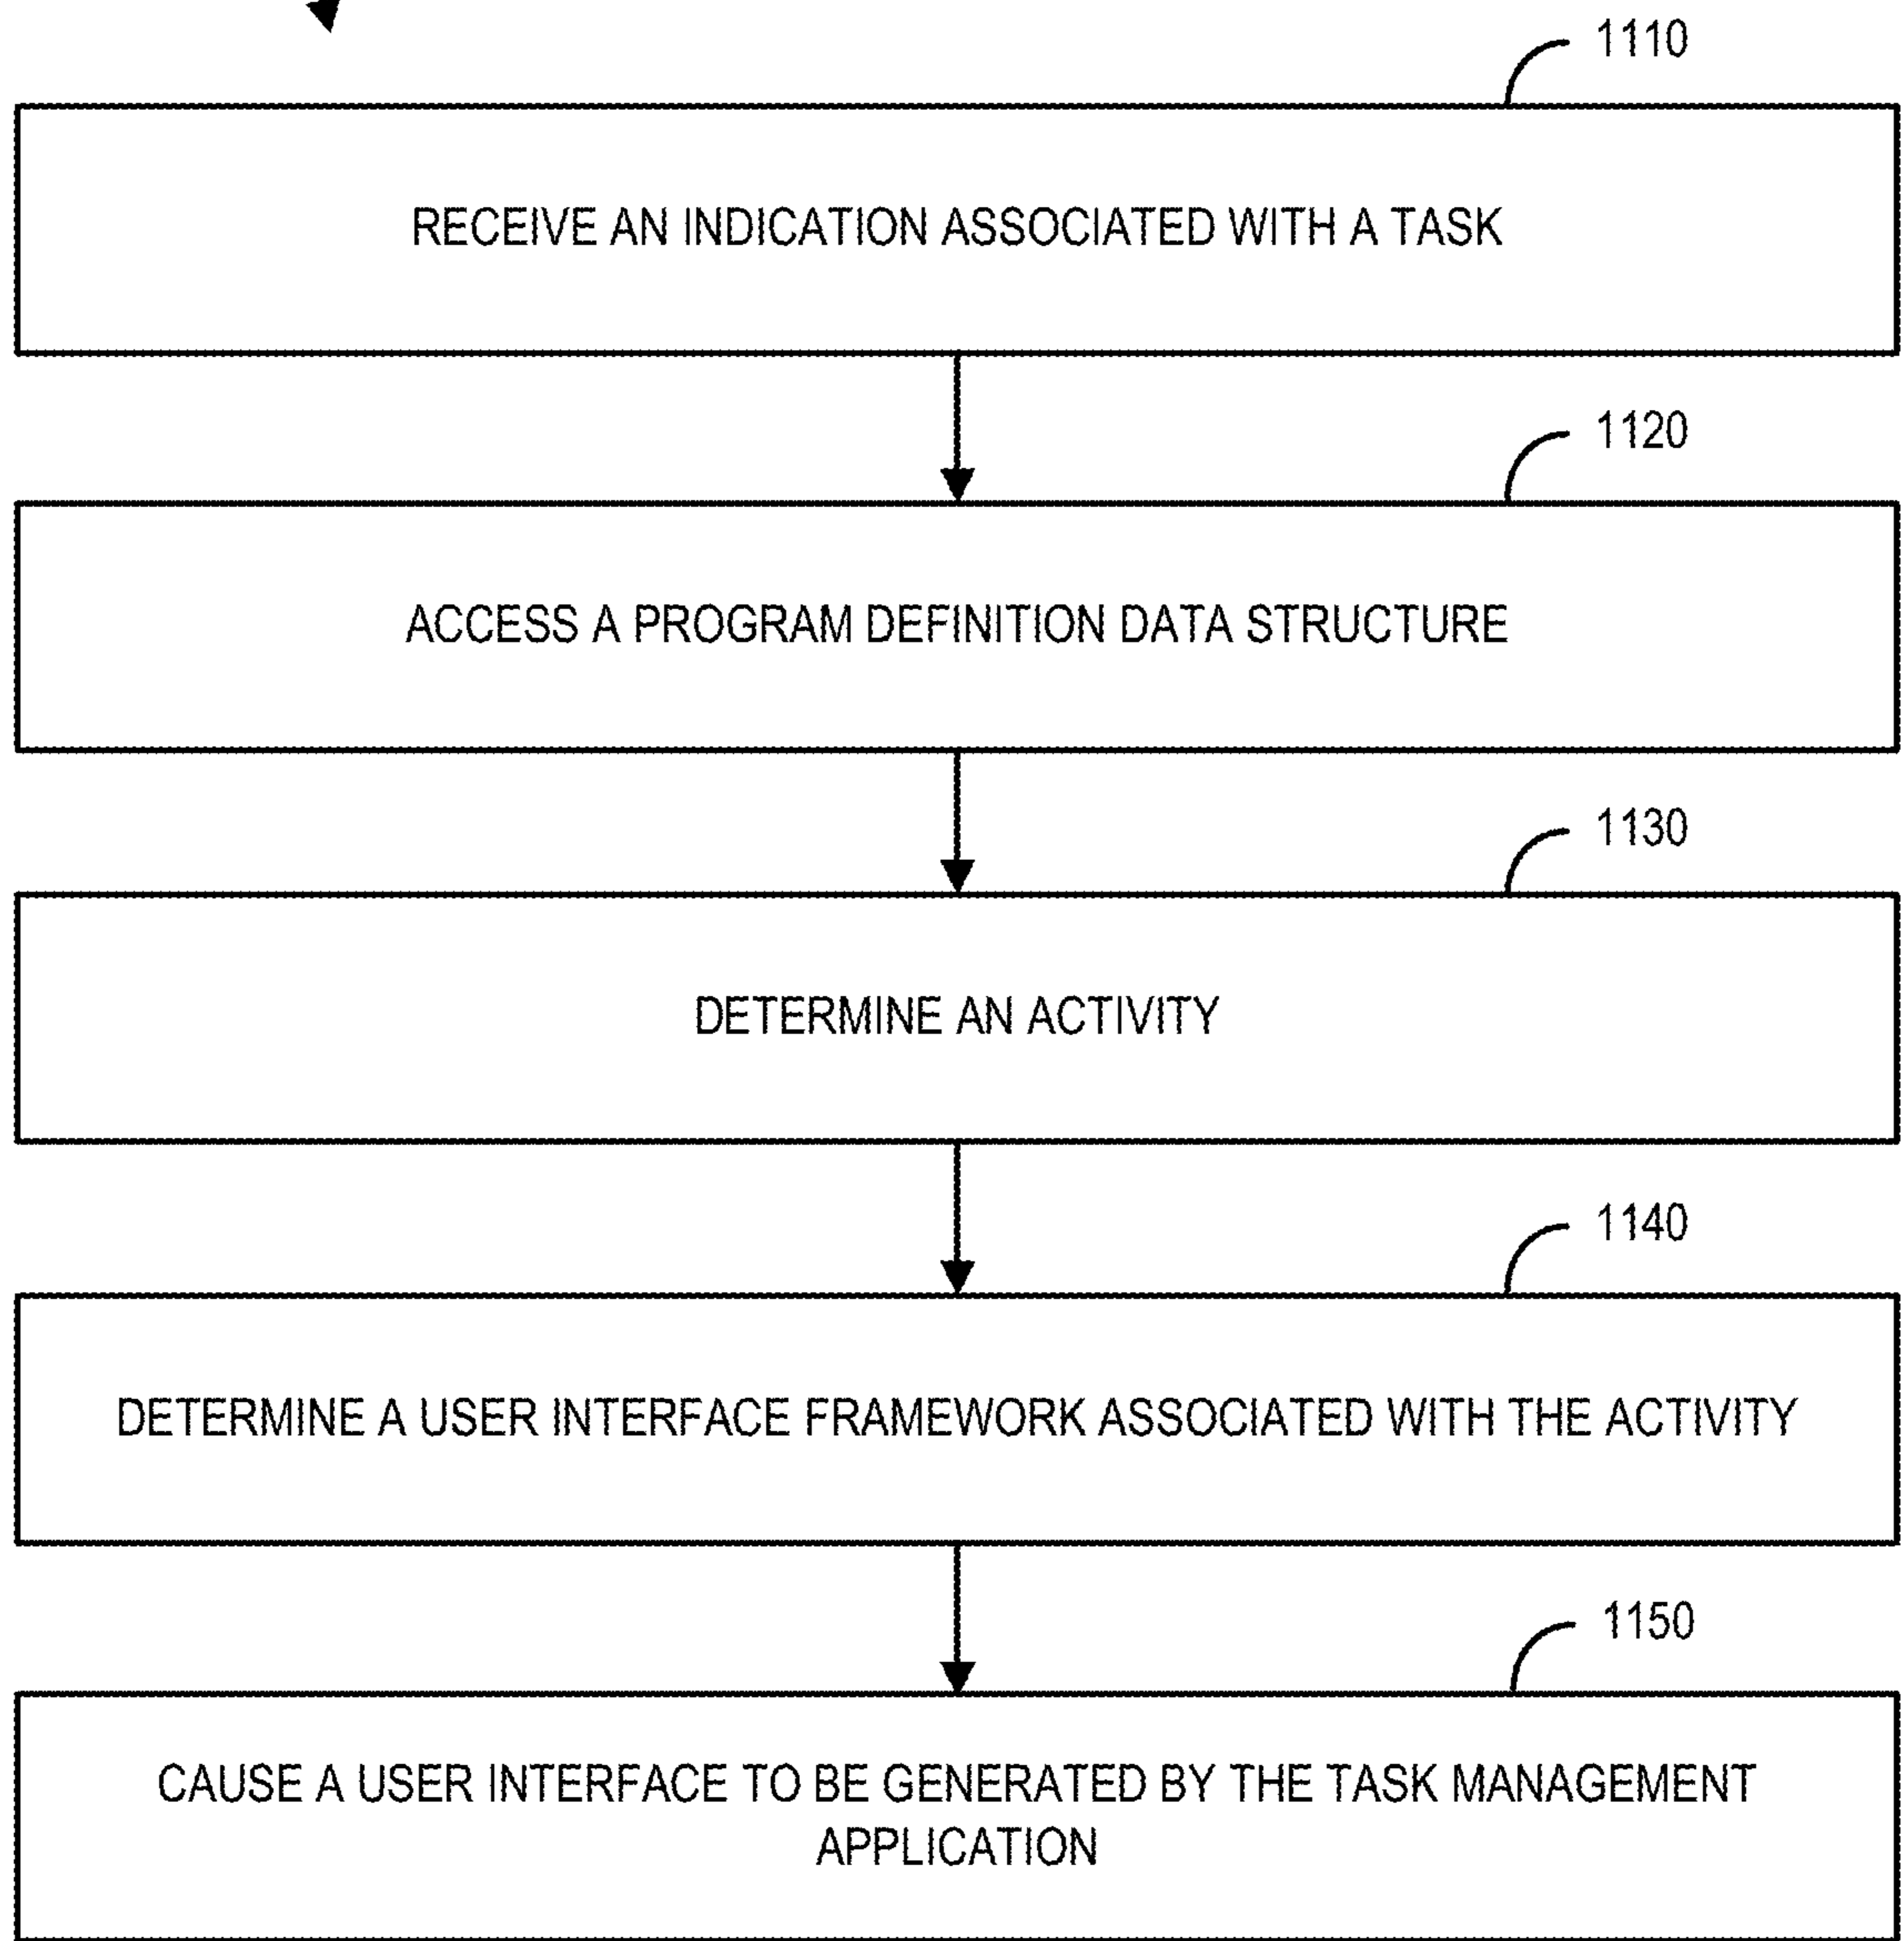 1110
RECEIVE AN INDICATION ASSOCIATED WITH A TASK
1120
ACCESS A PROGRAM DEFINITION DATA STRUCTURE
1130
DETERMINE AN ACTIVITY
1140
DETERMINE A USER INTERFACE FRAMEWORK ASSOCIATED WITH THE ACTIVITY
1150
CAUSE A USER INTERFACE TO BE GENERATED BY THE TASK MANAGEMENT
APPLICATION